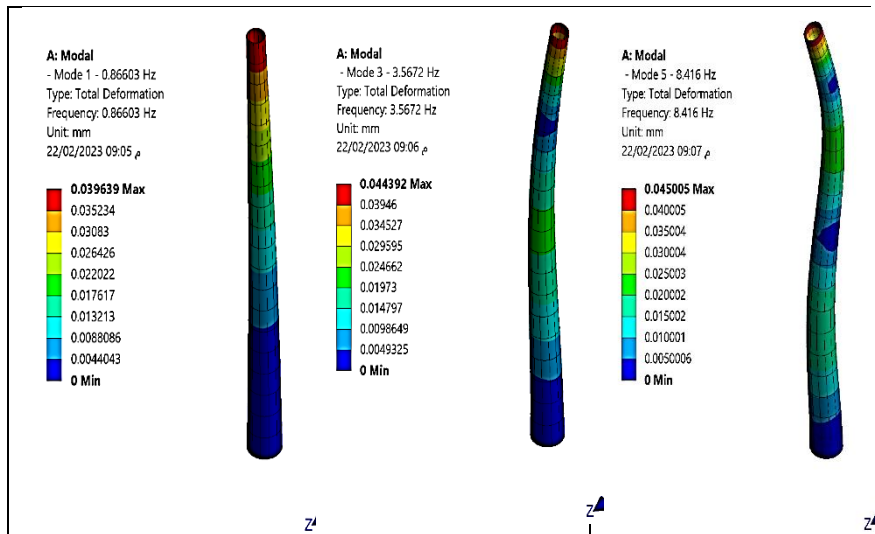 A: Modal
- Mode 1 - 0.86603 Hz
Type: Total Deformation
Frequency: 0.86603 Hz
Unit: mm
22/02/2023 09:05 م
0.039639 Max
0.035234
0.03083
0.026426
0.022022
0.017617
0.013213
0.0088086
0.0044043
0 Min
Z
A: Modal
- Mode 3 - 3.5672 Hz
Type: Total Deformation
Frequency: 3.5672 Hz
Unit: mm
22/02/2023 09:06 م
0.044392 Max
0.03946
0.034527
0.029595
0.024662
0.01973
0.014797
0.0098649
0.0049325
0 Min
Z
A: Modal
- Mode 5 - 8.416 Hz
Type: Total Deformation
Frequency: 8.416 Hz
Unit: mm
22/02/2023 09:07 م
0.045005 Max
0.040005
0.035004
0.030004
0.025003
0.020002
0.015002
0.010001
0.0050006
0 Min
Z